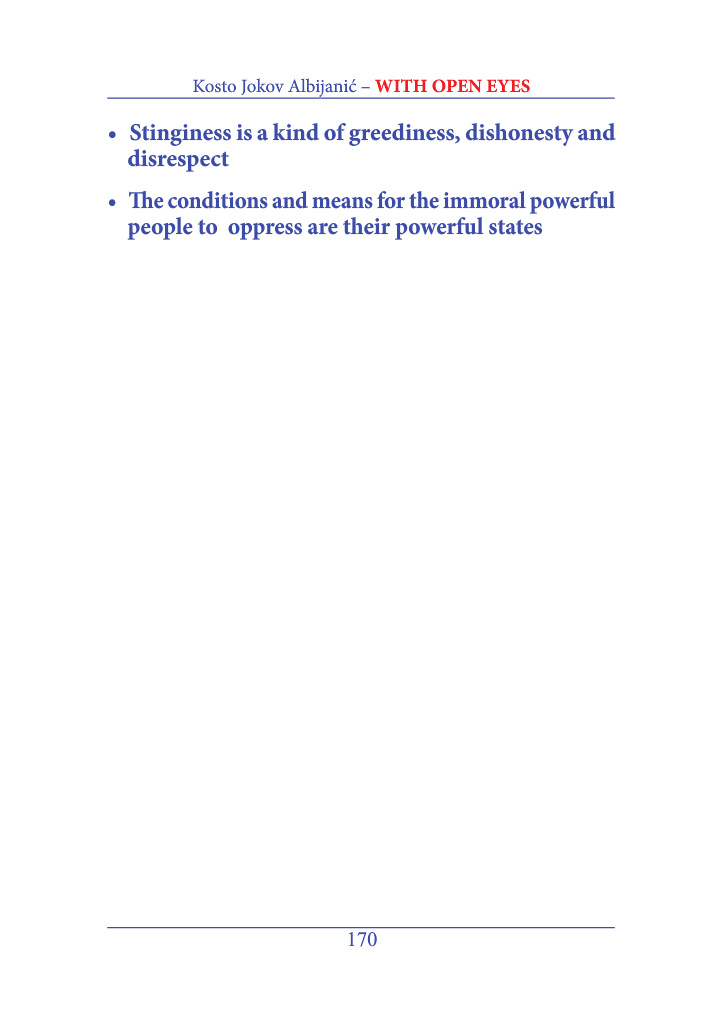 Kosto Jokov Albijanić – WITH OPEN EYES
• Stinginess is a kind of greediness, dishonesty and
disrespect
• The conditions and means for the immoral powerful
people to  oppress are their powerful states
170